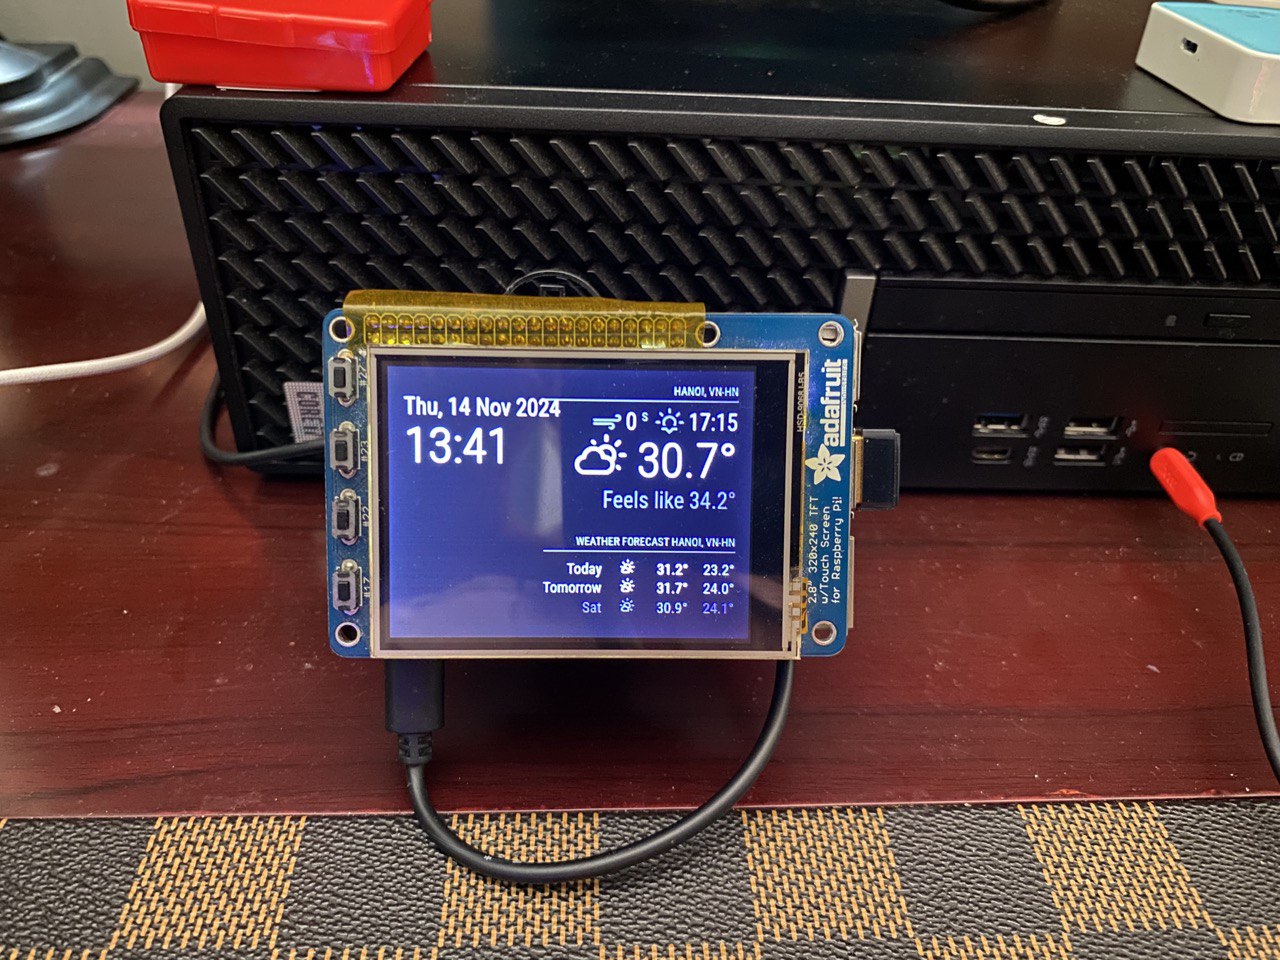 Thu, 14 Nov 2024
13:41
HANOI, VN-HN
0 S 17:15
30.7°
Feels like 34.2°
WEATHER FORECAST HANOI, VN-HN
Today 31.2° 23.2°
Tomorrow 31.7° 24.0°
Sat 30.9° 24.1°
#27
#23
#22
#17
adafruit
2.8" 320x240 TFT
w/Touch Screen
for Raspberry Pi!